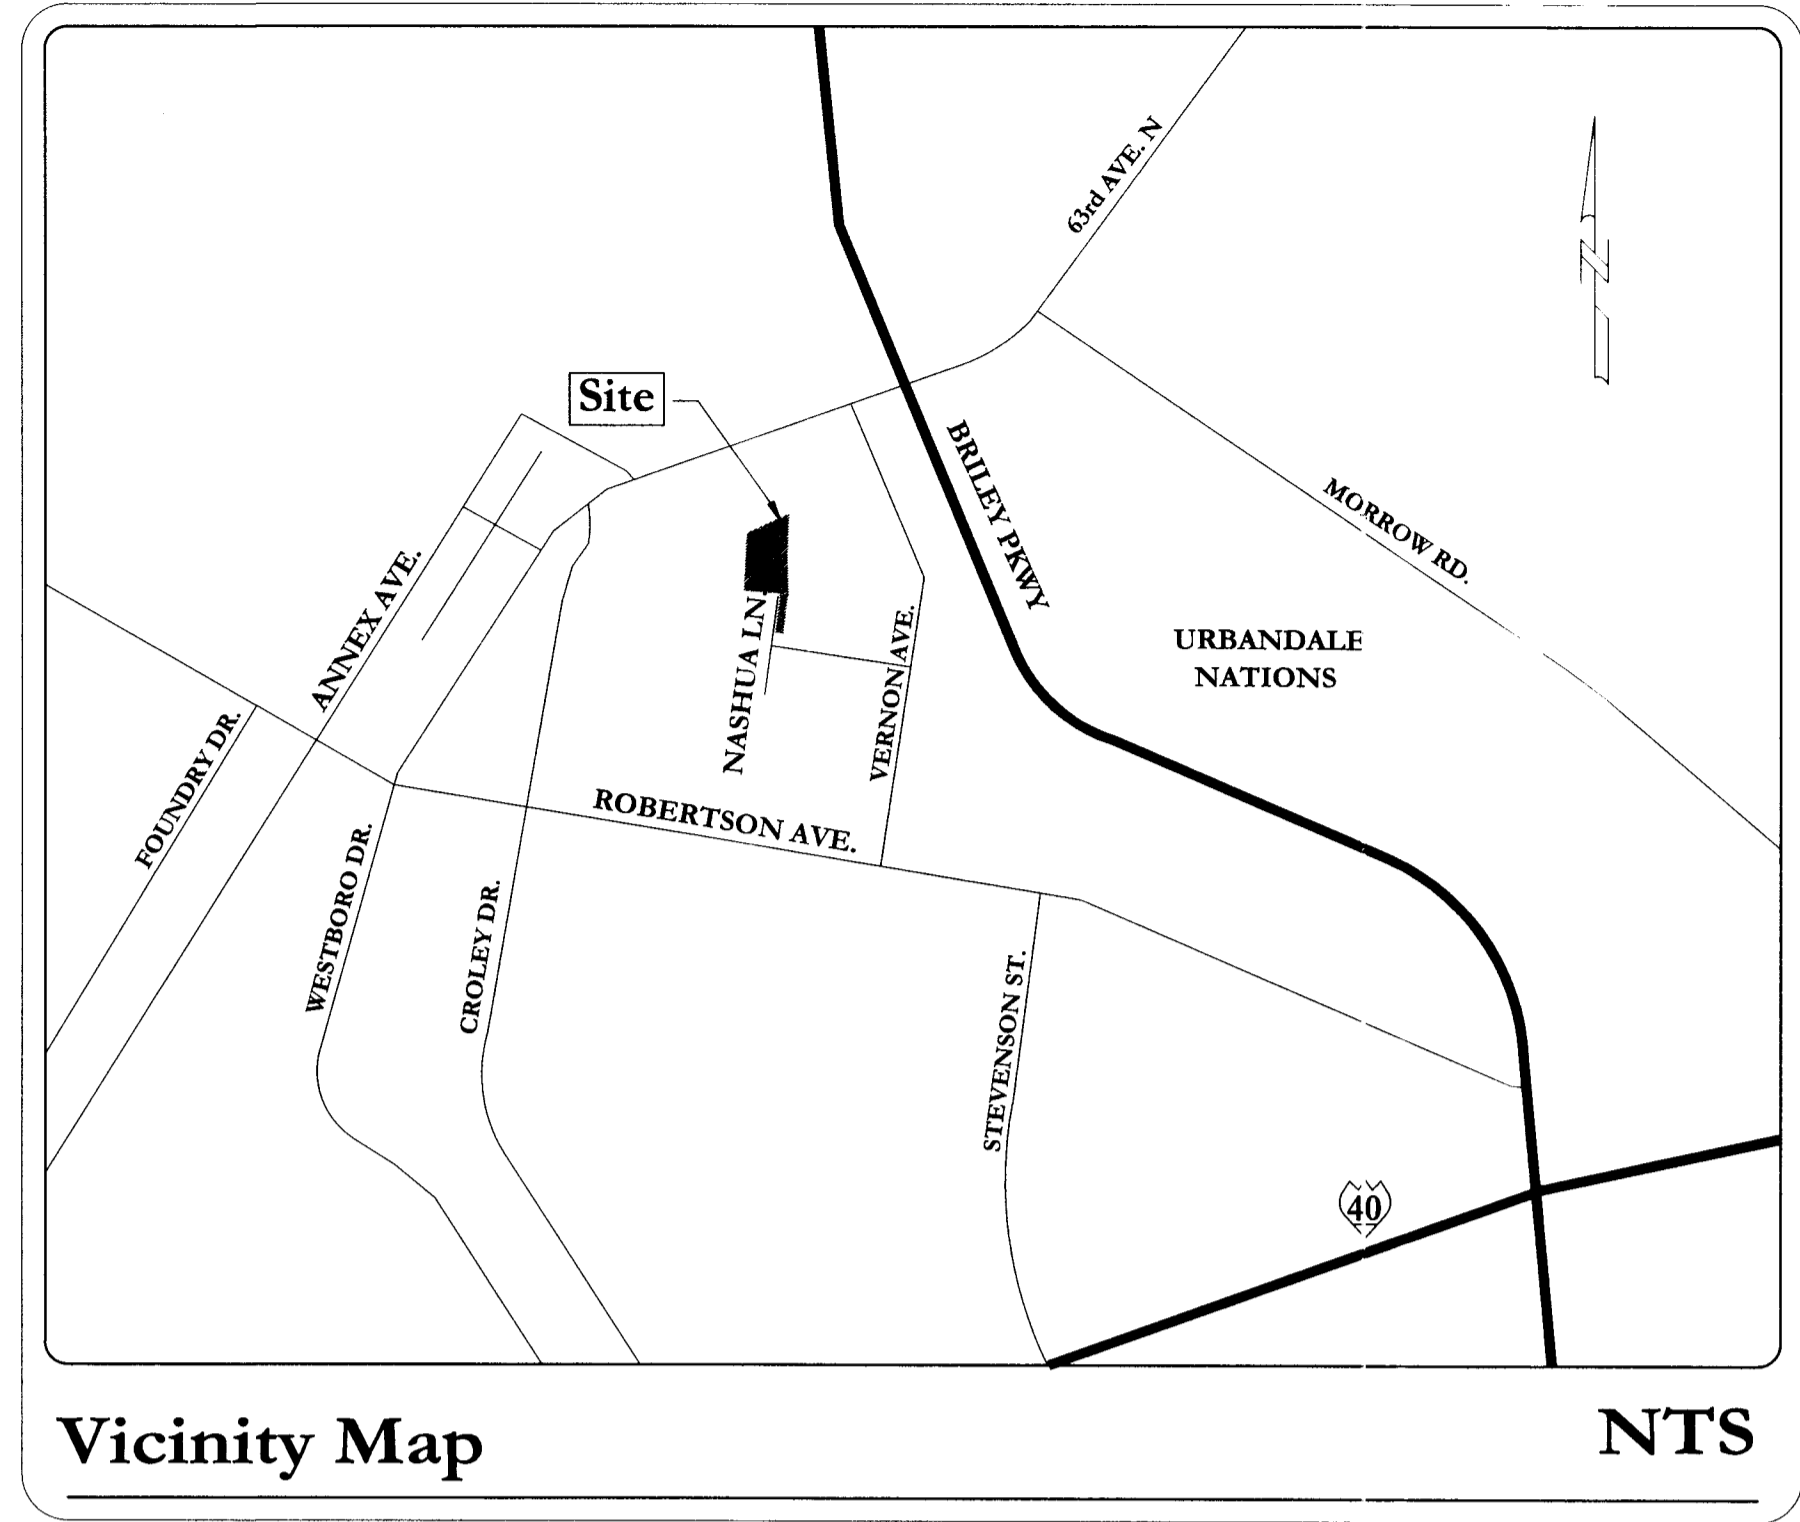 63rd AVE. N
N
Site
BRILEY PKWY
MORROW RD.
ANNEX AVE.
NASHUA LN
VERNON AVE.
URBANDALE
NATIONS
FOUNDRY DR.
ROBERTSON AVE.
WESTBORO DR.
CROLEY DR.
STEVENSON ST.
40
Vicinity Map
NTS